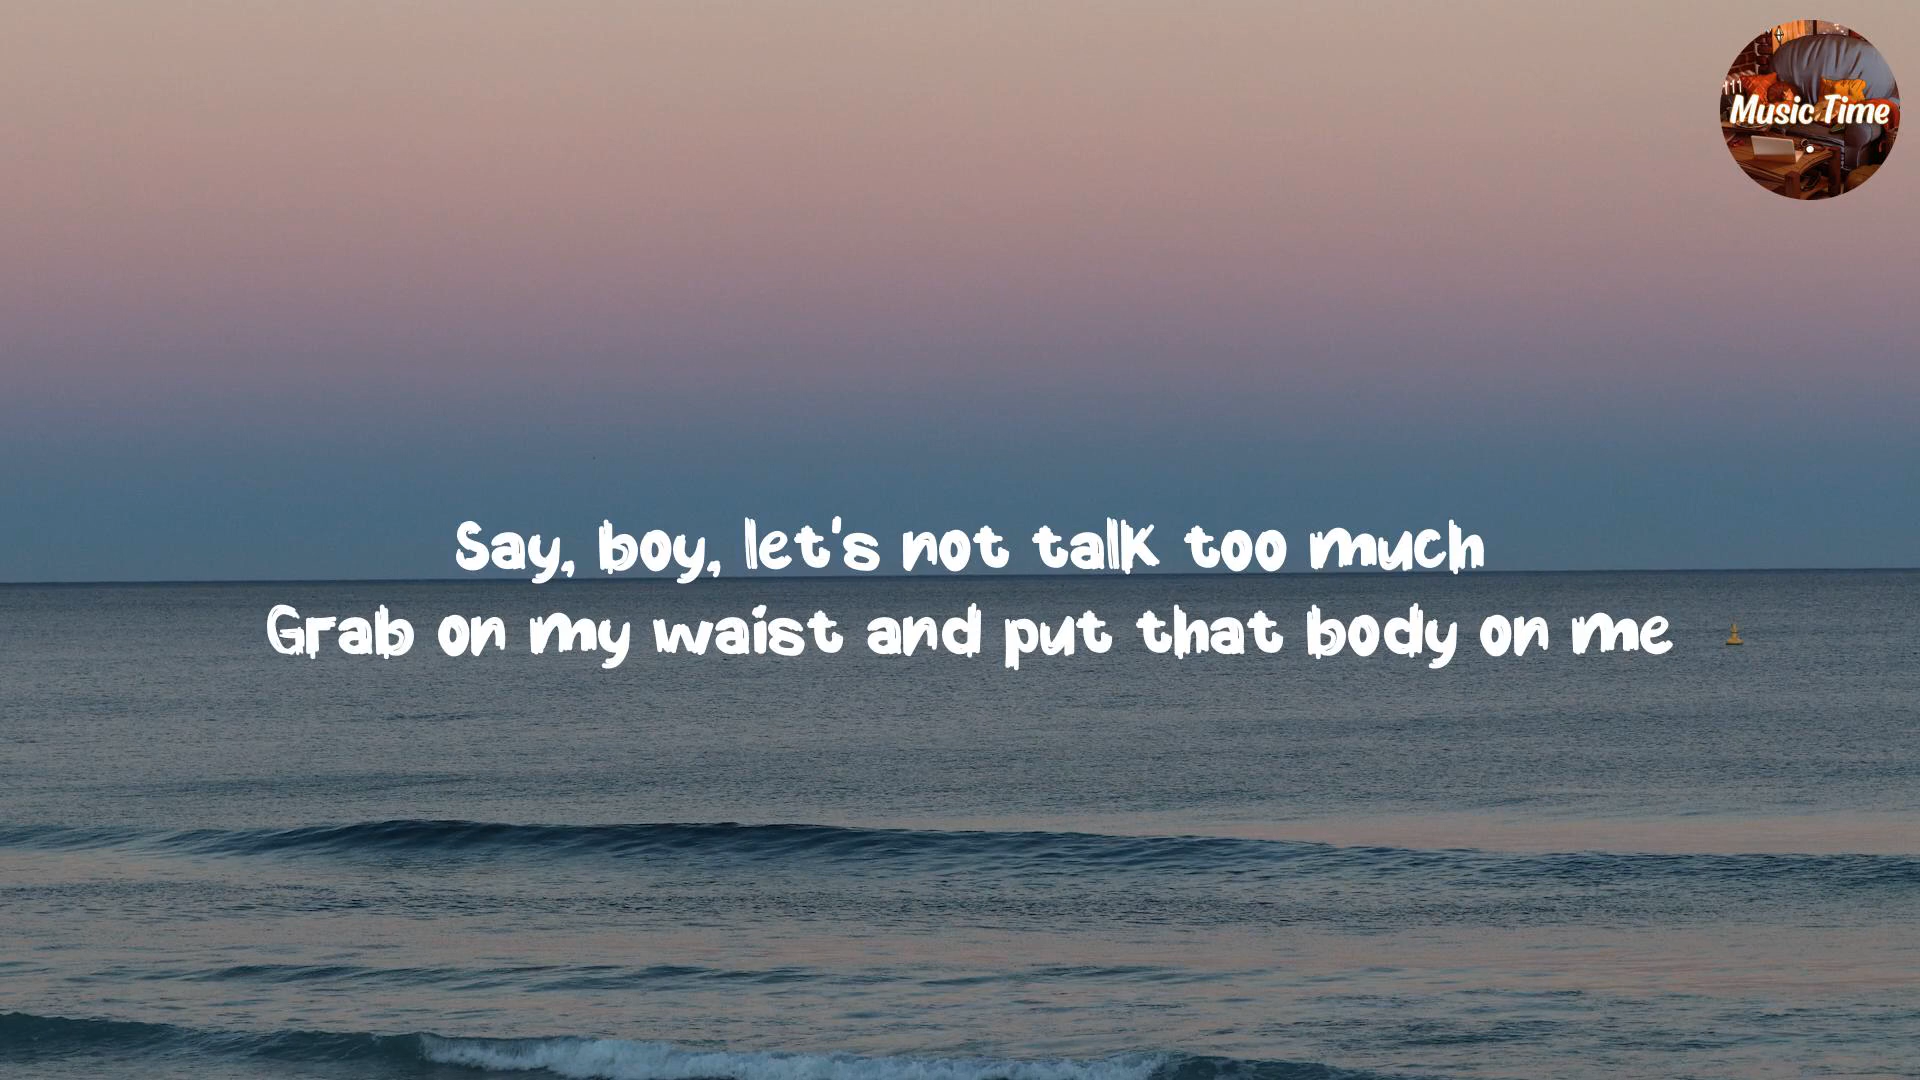 Music Time
Say, boy, let's not talk too much
Grab on my waist and put that body on me